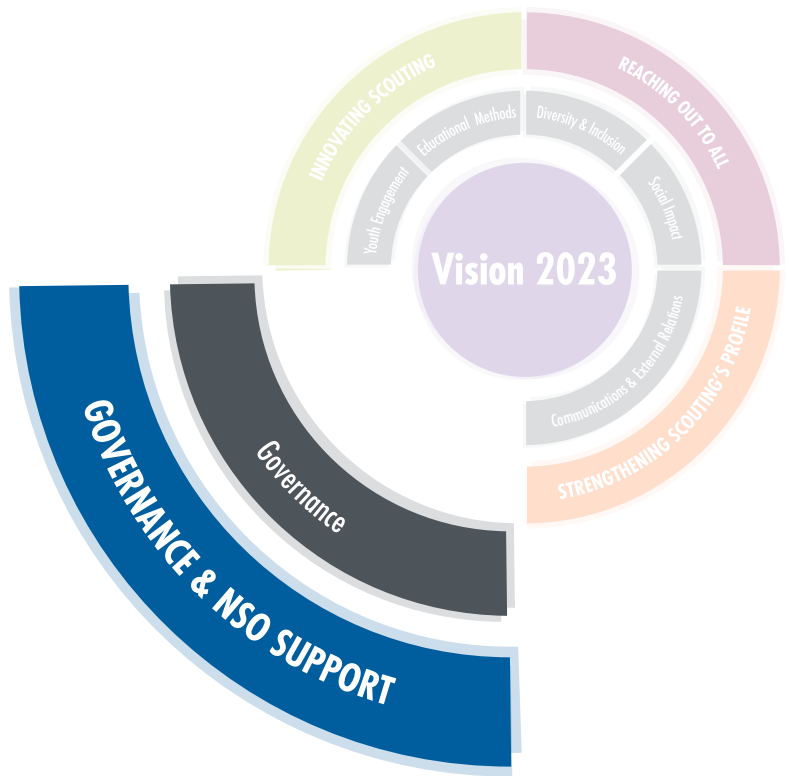 INNOVATING SCOUTING
REACHING OUT TO ALL
Youth Engagement
Educational Methods
Diversity & Inclusion
Social Impact
Vision 2023
Communications & External Relations
STRENGTHENING SCOUTING'S PROFILE
Governance
GOVERNANCE & NSO SUPPORT